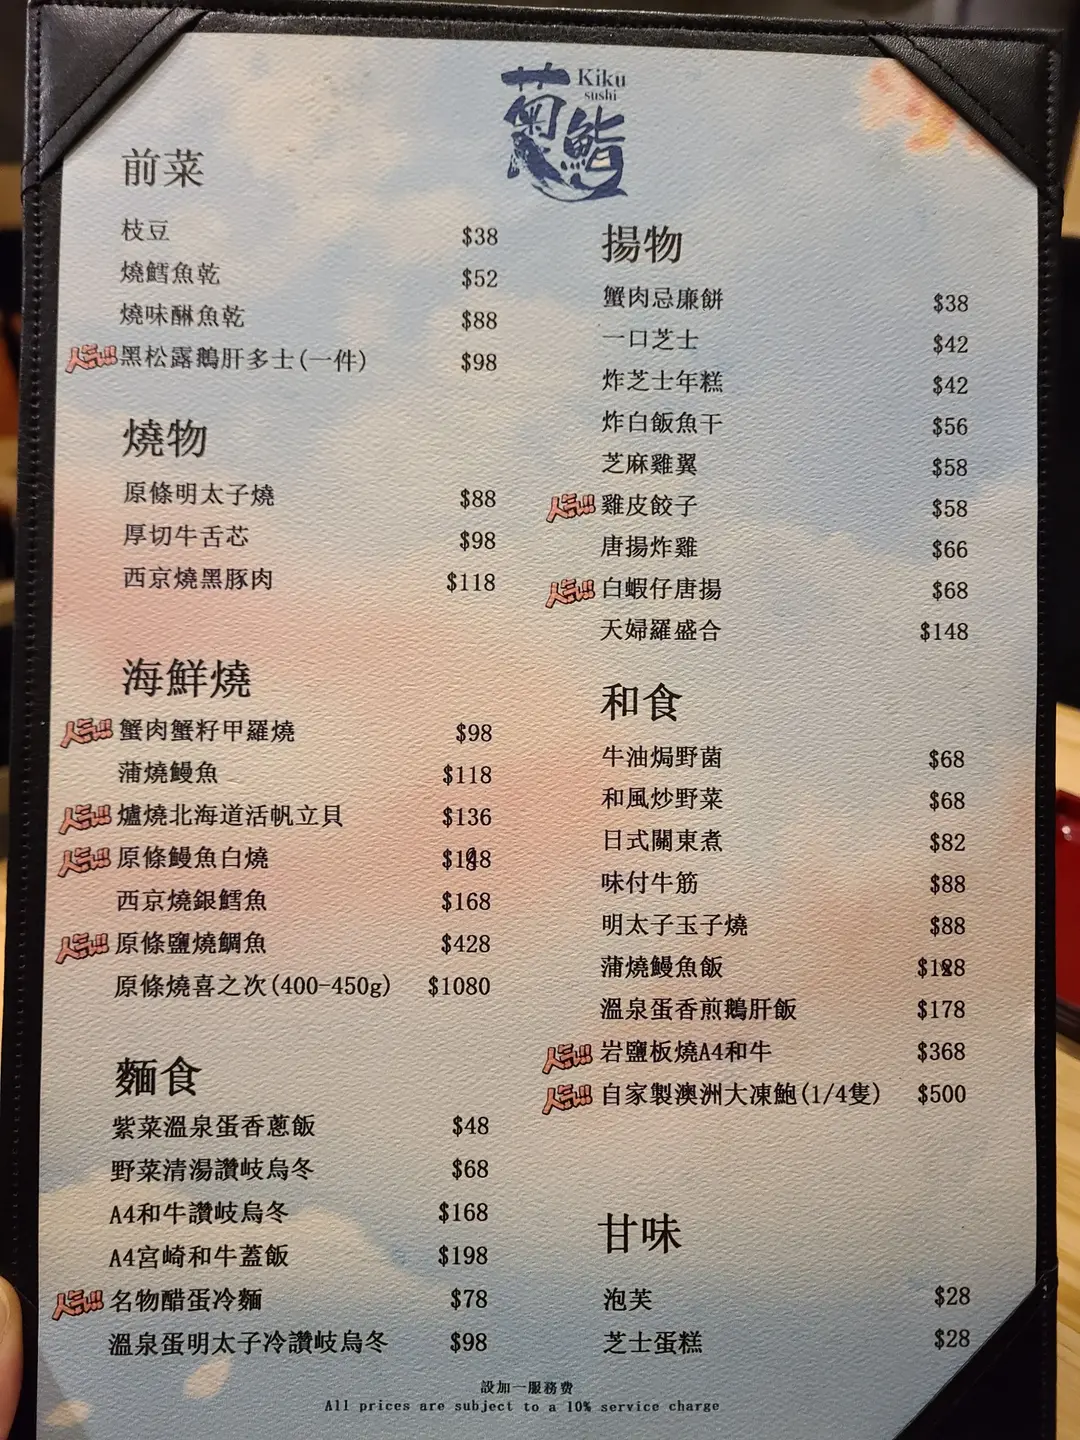 菊鮨
Kiku
sushi
前菜
枝豆 $38
燒鱈魚乾 $52
燒味醂魚乾 $88
人氣!!! 黑松露鵝肝多士(一件) $98
燒物
原條明太子燒 $88
厚切牛舌芯 $98
西京燒黑豚肉 $118
海鮮燒
人氣!!! 蟹肉蟹籽甲羅燒 $98
蒲燒鰻魚 $118
人氣!!! 爐燒北海道活帆立貝 $136
人氣!!! 原條鰻魚白燒
西京燒銀鱈魚 $168
人氣!!! 原條鹽燒鯛魚 $428
原條燒喜之次(400-450g) $1080
麵食
紫菜溫泉蛋香蔥飯 $48
野菜清湯讚岐烏冬 $68
A4和牛讚岐烏冬 $168
A4宮崎和牛蓋飯 $198
人氣!!! 名物醋蛋冷麵 $78
溫泉蛋明太子冷讚岐烏冬 $98
揚物
蟹肉忌廉餅 $38
一口芝士 $42
炸芝士年糕 $42
炸白飯魚干 $56
芝麻雞翼 $58
人氣!!! 雞皮餃子 $58
唐揚炸雞 $66
人氣!!! 白蝦仔唐揚 $68
天婦羅盛合 $148
和食
牛油焗野菌 $68
和風炒野菜 $68
日式關東煮 $82
味付牛筋 $88
明太子玉子燒 $88
蒲燒鰻魚飯
溫泉蛋香煎鵝肝飯 $178
人氣!!! 岩鹽板燒A4和牛 $368
人氣!!! 自家製澳洲大凍鮑(1/4隻) $500
甘味
泡芙 $28
芝士蛋糕 $28
設加一服務费
All prices are subject to a 10% service charge